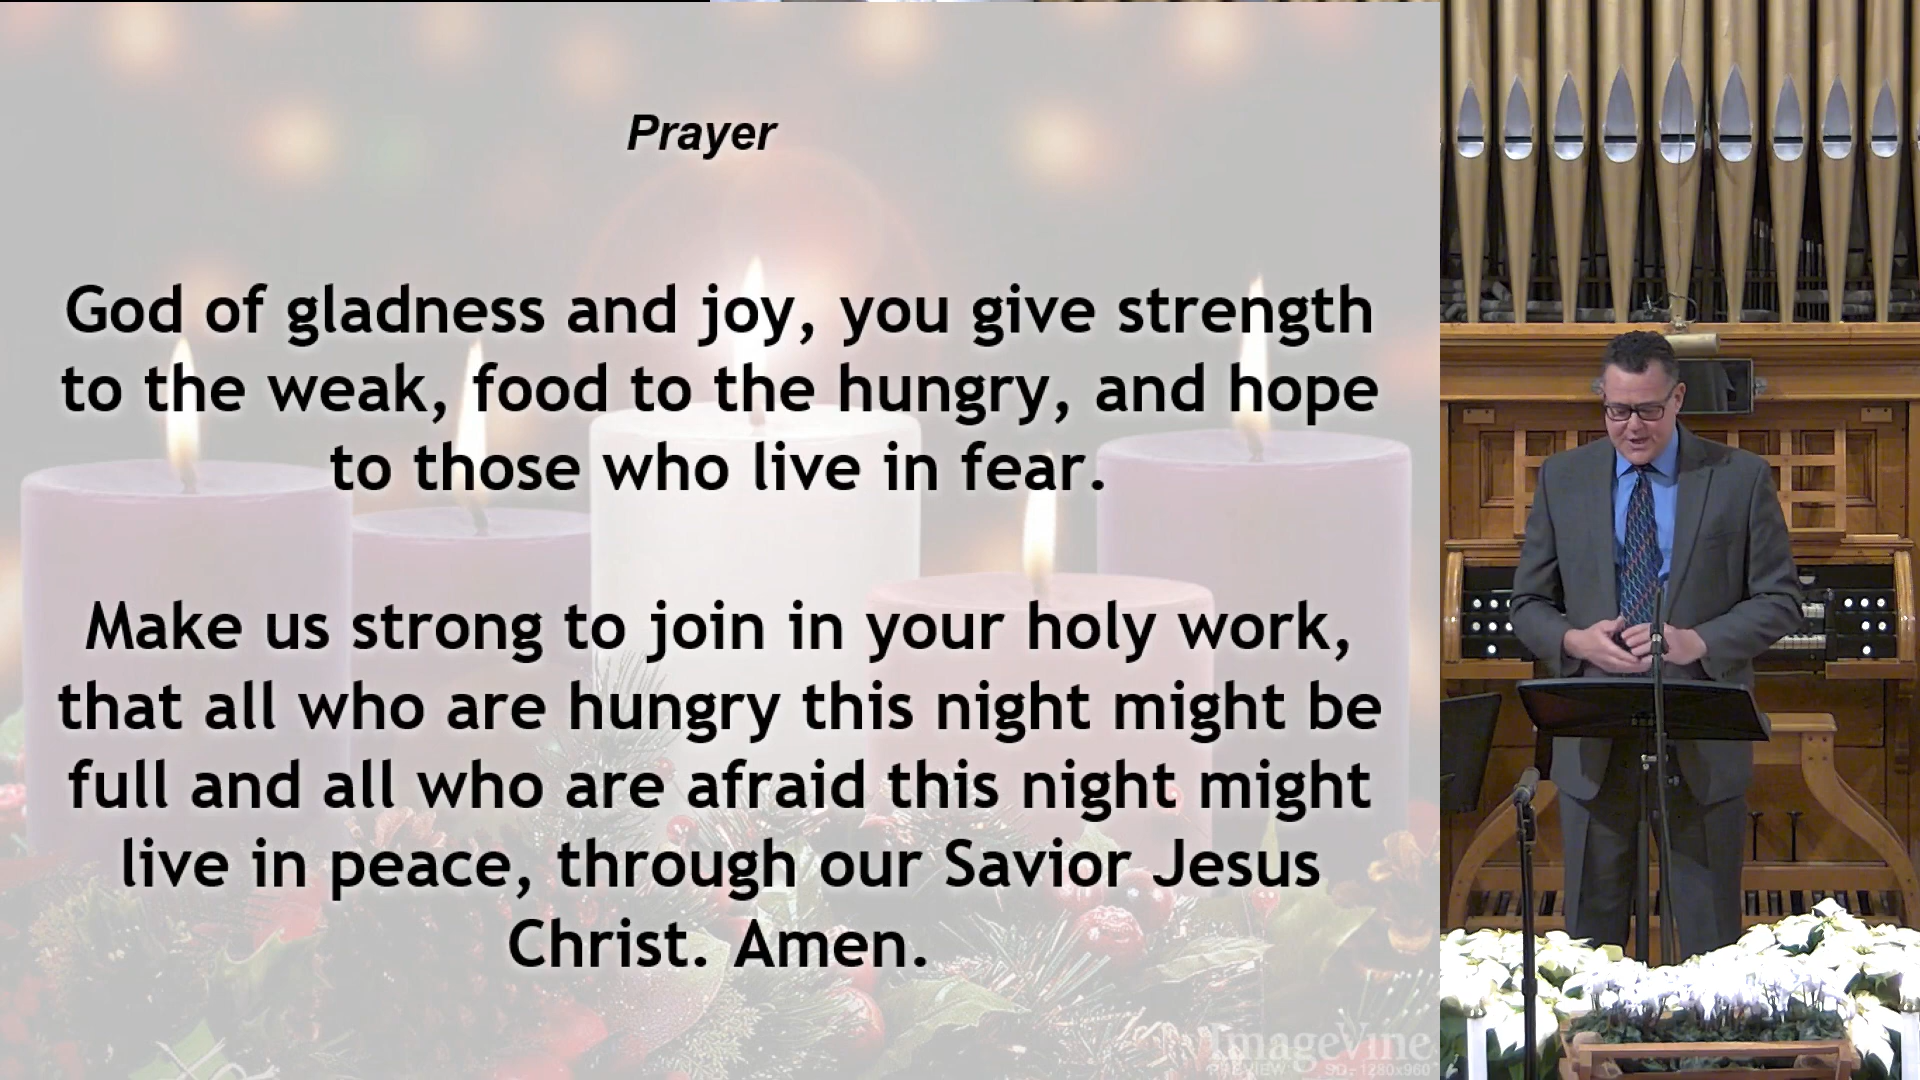 Prayer
God of gladness and joy, you give strength
to the weak, food to the hungry, and hope
to those who live in fear.
Make us strong to join in your holy work,
that all who are hungry this night might be
full and all who are afraid this night might
live in peace, through our Savior Jesus
Christ. Amen.
ImageVine
PREVIEW SD - 1280x960